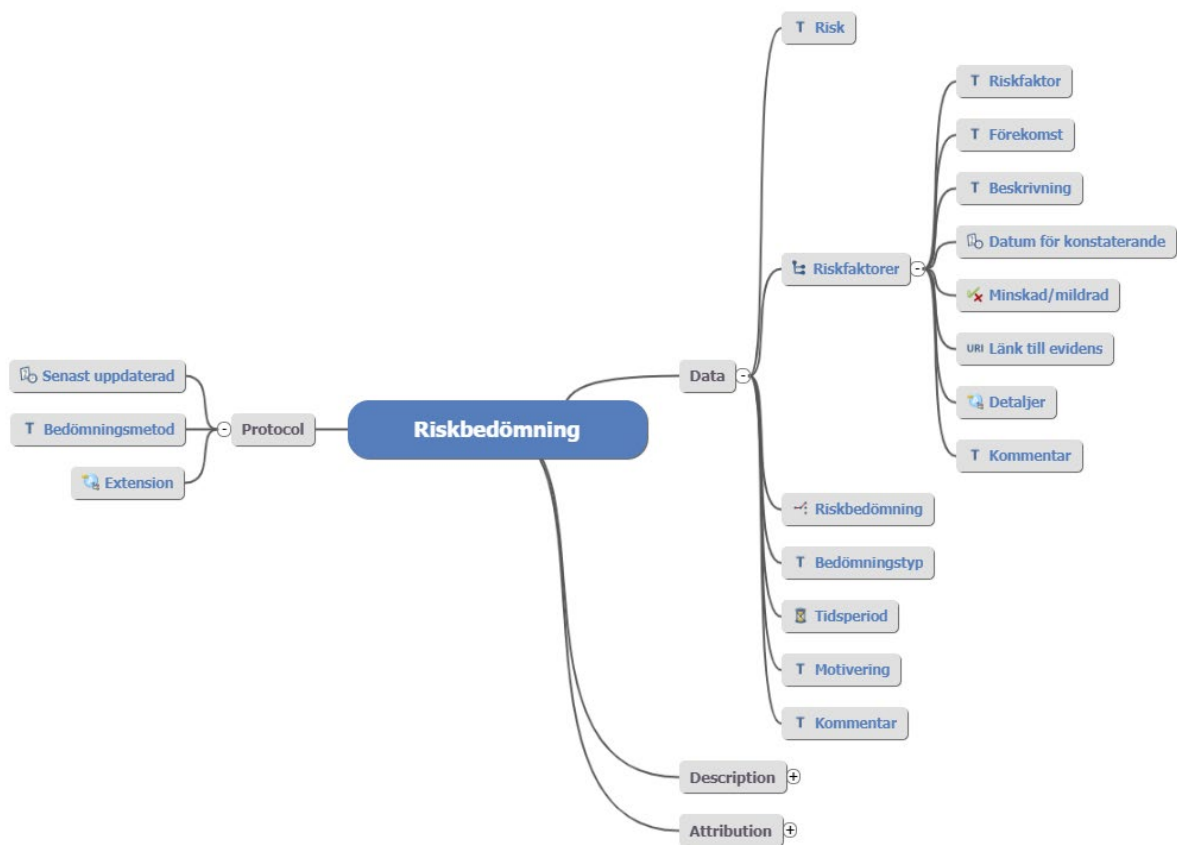 T Risk
T Riskfaktor
T Förekomst
T Beskrivning
Datum för konstaterande
Riskfaktorer
Minskad/mildrad
URI Länk till evidens
Senast uppdaterad
Data
Detaljer
T Bedömningsmetod
Protocol
Riskbedömning
T Kommentar
Extension
Riskbedömning
T Bedömningstyp
Tidsperiod
T Motivering
T Kommentar
Description
Attribution